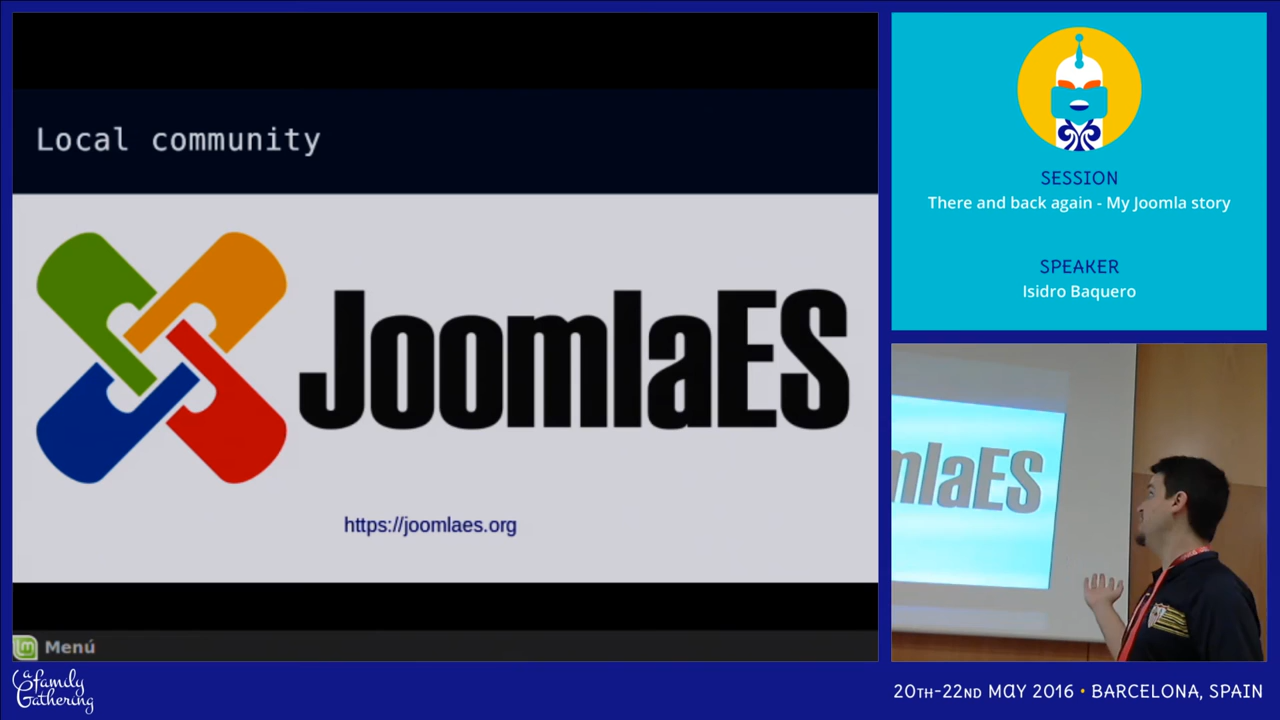 Local community
JoomlaES
https://joomlaes.org
Menú
SESSION
There and back again - My Joomla story
SPEAKER
Isidro Baquero
mlaES
a family
Gathering
20TH-22ND MAY 2016 • BARCELONA, SPAIN